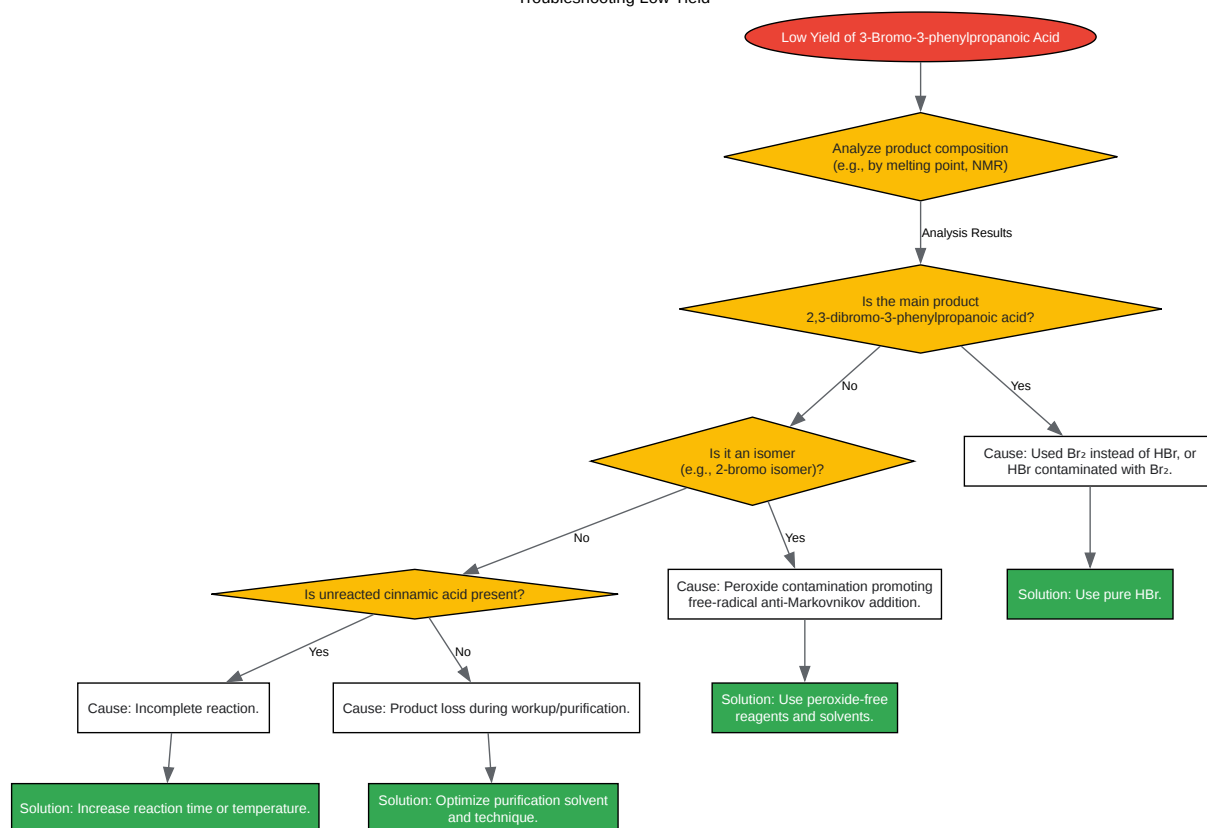 Troubleshooting Low Yield
Low Yield of 3-Bromo-3-phenylpropanoic Acid
Analyze product composition
(e.g., by melting point, NMR)
Analysis Results
Is the main product
2,3-dibromo-3-phenylpropanoic acid?
No
Yes
Is it an isomer
(e.g., 2-bromo isomer)?
Cause: Used Br₂ instead of HBr, or
HBr contaminated with Br₂.
No
Yes
Is unreacted cinnamic acid present?
Cause: Peroxide contamination promoting
free-radical anti-Markovnikov addition.
Solution: Use pure HBr.
Yes
No
Cause: Incomplete reaction.
Cause: Product loss during workup/purification.
Solution: Use peroxide-free
reagents and solvents.
Solution: Increase reaction time or temperature.
Solution: Optimize purification solvent
and technique.